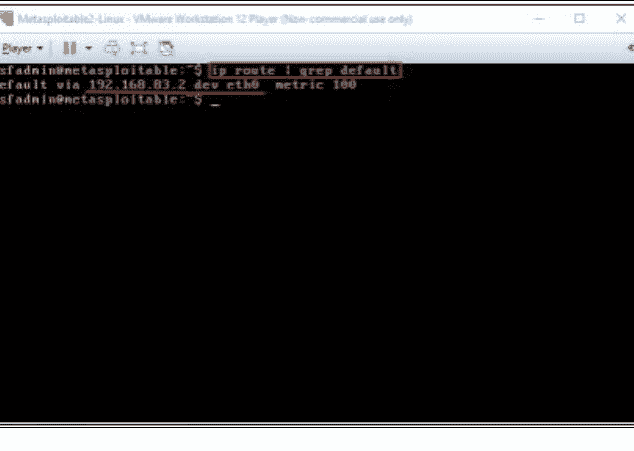 Metasploitable2-Linux - VMware Workstation 12 Player (Non-commercial use only)
Player
sfadmin@metasploitable:~$ ip route | grep default
efault via 192.168.83.2 dev eth0  metric 100
sfadmin@metasploitable:~$ _